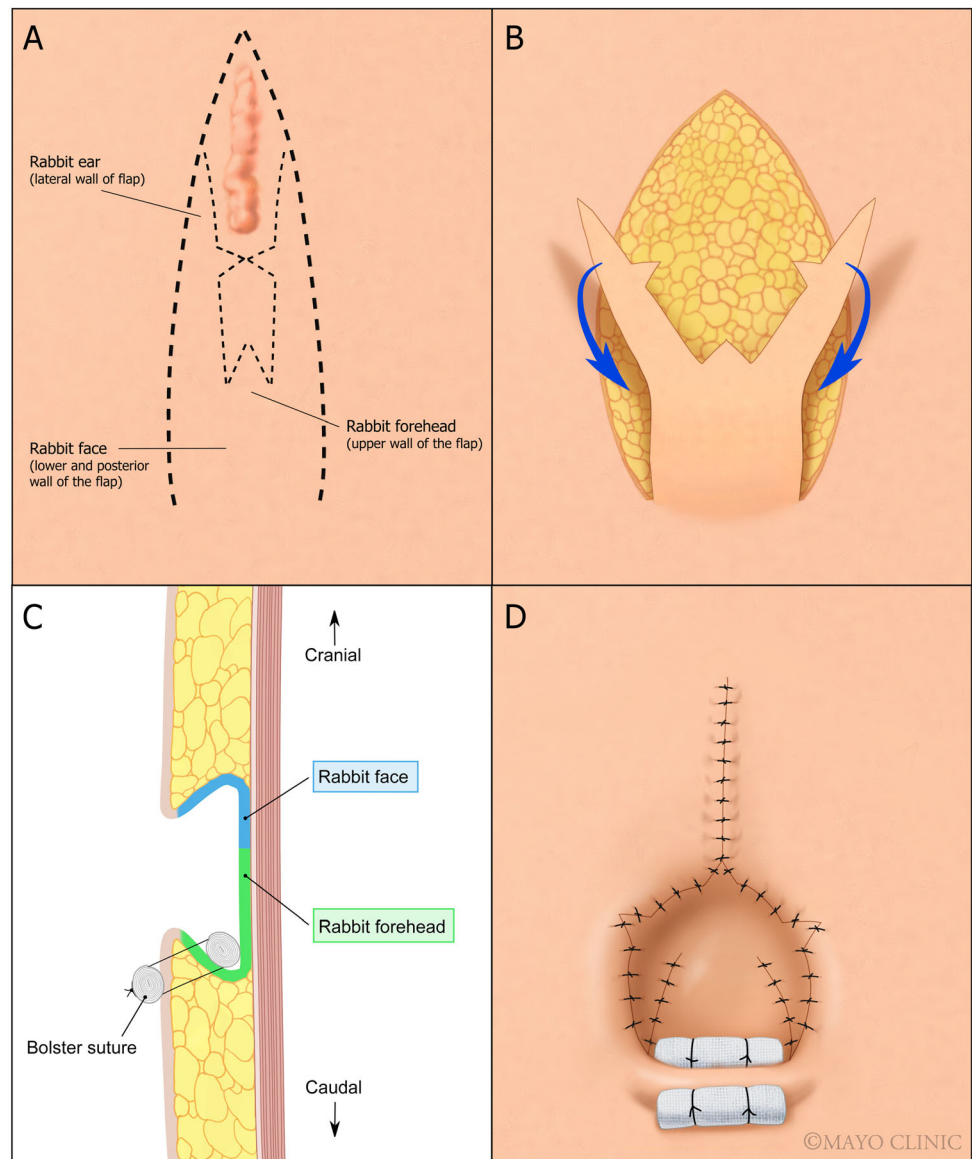 A
Rabbit ear
(lateral wall of flap)
Rabbit forehead
(upper wall of the flap)
Rabbit face
(lower and posterior
wall of the flap)
B
C
Cranial
Rabbit face
Rabbit forehead
Bolster suture
Caudal
D
©MAYO CLINIC